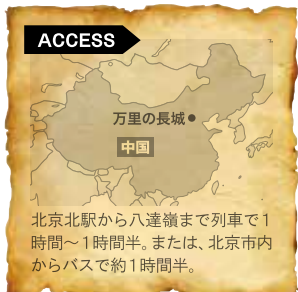 ACCESS
万里の長城
中国
北京北駅から八達嶺まで列車で1
時間～1時間半。または、北京市内
からバスで約1時間半。